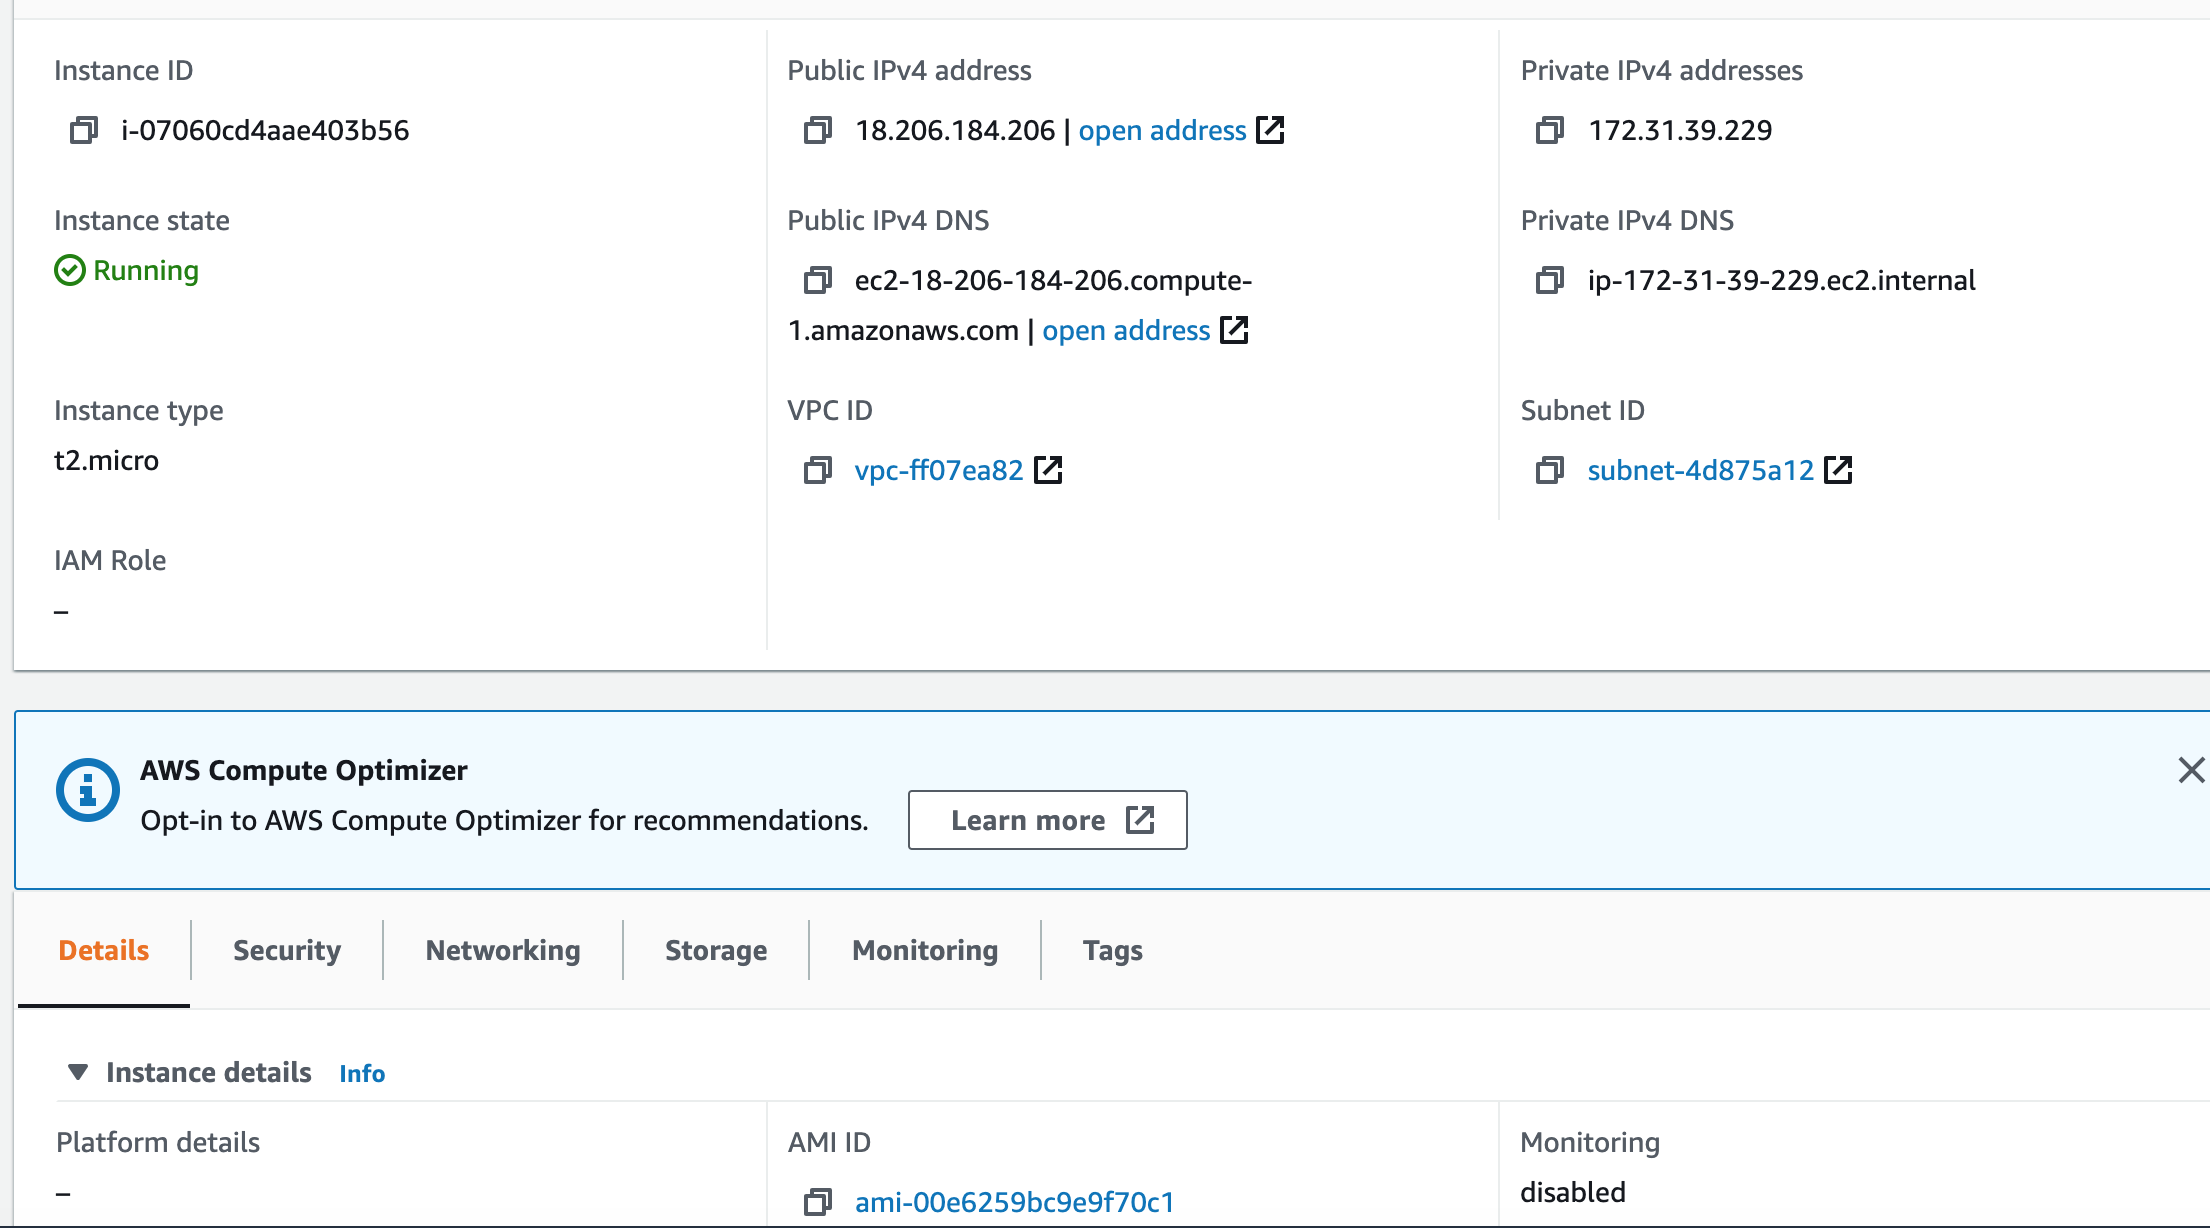 Instance ID
i-07060cd4aae403b56
Public IPv4 address
18.206.184.206 | open address
Private IPv4 addresses
172.31.39.229
Instance state
Running
Public IPv4 DNS
ec2-18-206-184-206.compute-
1.amazonaws.com | open address
Private IPv4 DNS
ip-172-31-39-229.ec2.internal
Instance type
t2.micro
VPC ID
vpc-ff07ea82
Subnet ID
subnet-4d875a12
IAM Role
–
AWS Compute Optimizer
Opt-in to AWS Compute Optimizer for recommendations.
Learn more
Details
Security
Networking
Storage
Monitoring
Tags
Instance details Info
Platform details
–
AMI ID
ami-00e6259bc9e9f70c1
Monitoring
disabled